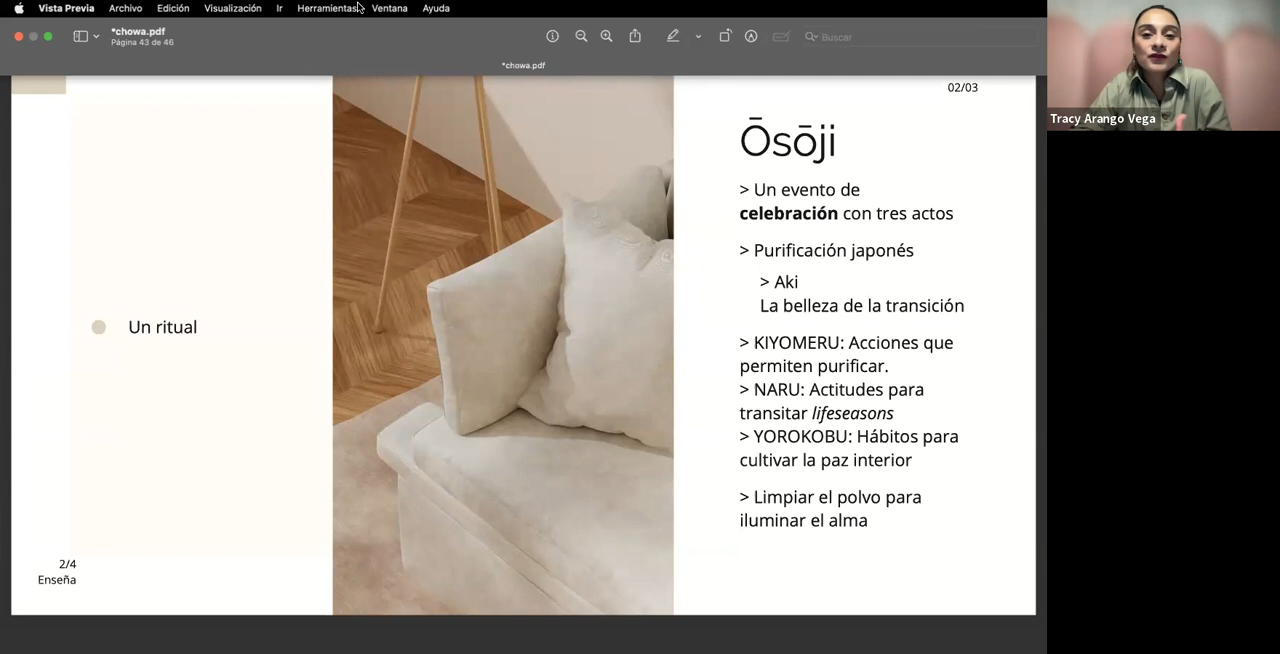 Vista Previa Archivo Edición Visualización Ir Herramientas Ventana Ayuda
*chowa.pdf
Página 43 de 46
Buscar
*chowa.pdf
Tracy Arango Vega
02/03
Ōsōji
> Un evento de
celebración con tres actos
> Purificación japonés
> Aki
La belleza de la transición
> KIYOMERU: Acciones que
permiten purificar.
> NARU: Actitudes para
transitar lifeseasons
> YOROKOBU: Hábitos para
cultivar la paz interior
> Limpiar el polvo para
iluminar el alma
Un ritual
2/4
Enseña